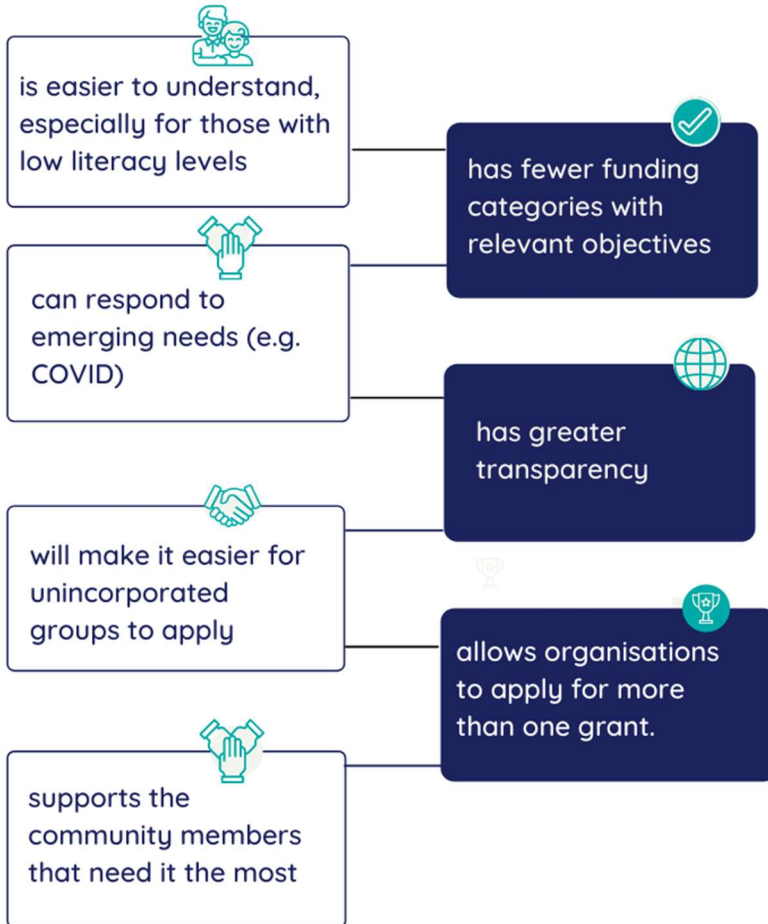 is easier to understand,
especially for those with
low literacy levels
has fewer funding
categories with
relevant objectives
can respond to
emerging needs (e.g.
COVID)
has greater
transparency
will make it easier for
unincorporated
groups to apply
allows organisations
to apply for more
than one grant.
supports the
community members
that need it the most